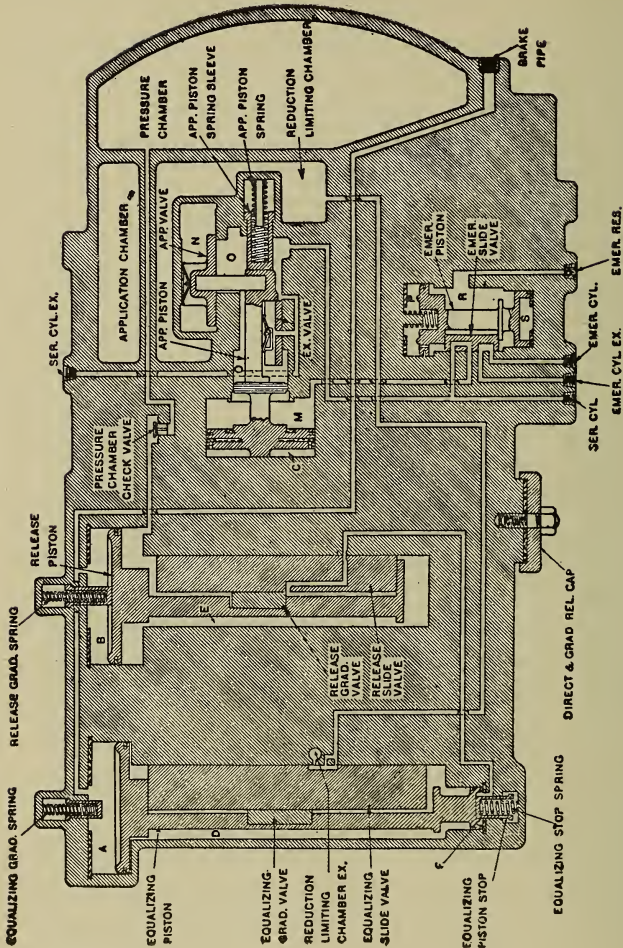 EQUALIZING GRAD. SPRING
RELEASE GRAD. SPRING
RELEASE
PISTON
PRESSURE
CHAMBER
CHECK VALVE
SER. CYL. EX.
APPLICATION CHAMBER
PRESSURE
CHAMBER
APP. PISTON
SPRING SLEEVE
APP. PISTON
SPRING
REDUCTION
LIMITING CHAMBER
APP. PISTON
APP. VALVE
EX. VALVE
A
B
C
D
E
F
M
N
O
O
P
R
S
EMER.
PISTON
EMER.
SLIDE
VALVE
BRAKE
PIPE
EMER. RES.
EMER. CYL.
EMER. CYL. EX.
SER. CYL
RELEASE
GRAD.
VALVE
RELEASE
SLIDE
VALVE
DIRECT & GRAD REL. CAP
EQUALIZING
PISTON
EQUALIZING
GRAD. VALVE
REDUCTION
LIMITING
CHAMBER EX.
EQUALIZING
SLIDE VALVE
EQUALIZING
PISTON STOP
EQUALIZING STOP SPRING